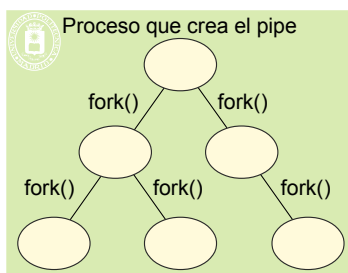 Proceso que crea el pipe
fork() fork()
fork() fork() fork()